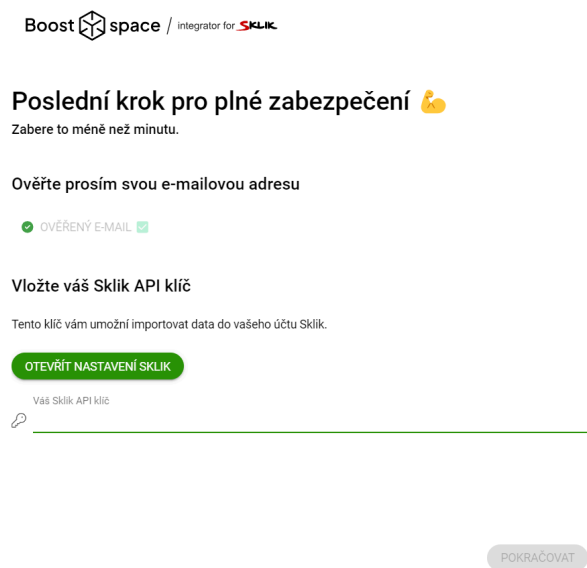 Boost space / integrator for SKLIK
Poslední krok pro plné zabezpečení 💪
Zabere to méně než minutu.
Ověřte prosím svou e-mailovou adresu
OVĚŘENÝ E-MAIL ✅
Vložte váš Sklik API klíč
Tento klíč vám umožní importovat data do vašeho účtu Sklik.
OTEVŘÍT NASTAVENÍ SKLIK
Váš Sklik API klíč
POKRAČOVAT